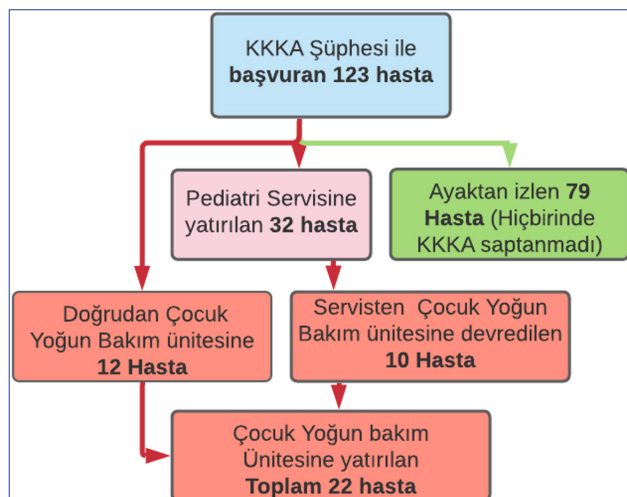 KKKA Şüphesi ile
başvuran 123 hasta
Pediatri Servisine
yatırılan 32 hasta
Ayaktan izlen 79
Hasta (Hiçbirinde
KKKA saptanmadı)
Doğrudan Çocuk
Yoğun Bakım ünitesine
12 Hasta
Servisten Çocuk Yoğun
Bakım ünitesine devredilen
10 Hasta
Çocuk Yoğun bakım
Ünitesine yatırılan
Toplam 22 hasta